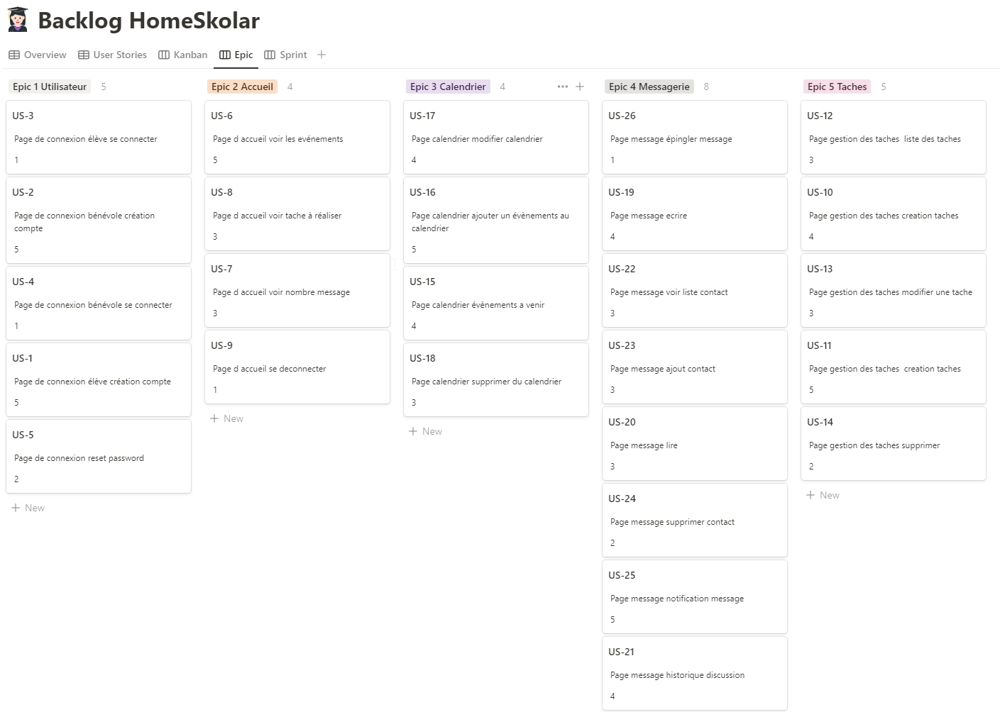 Backlog HomeSkolar
Overview
User Stories
Kanban
Epic
Sprint
Epic 1 Utilisateur 5
US-3
Page de connexion élève se connecter
1
US-2
Page de connexion bénévole création
compte
5
US-4
Page de connexion bénévole se connecter
1
US-1
Page de connexion élève création compte
5
US-5
Page de connexion reset password
2
+ New
Epic 2 Accueil 4
US-6
Page d accueil voir les evénements
5
US-8
Page d accueil voir tache à réaliser
3
US-7
Page d accueil voir nombre message
3
US-9
Page d accueil se deconnecter
1
+ New
Epic 3 Calendrier 4
US-17
Page calendrier modifier calendrier
4
US-16
Page calendrier ajouter un évènements au
calendrier
5
US-15
Page calendrier évènements a venir
4
US-18
Page calendrier supprimer du calendrier
3
+ New
Epic 4 Messagerie 8
US-26
Page message épingler message
1
US-19
Page message ecrire
4
US-22
Page message voir liste contact
3
US-23
Page message ajout contact
3
US-20
Page message lire
3
US-24
Page message supprimer contact
2
US-25
Page message notification message
5
US-21
Page message historique discussion
4
Epic 5 Taches 5
US-12
Page gestion des taches  liste des taches
3
US-10
Page gestion des taches creation taches
4
US-13
Page gestion des taches modifier une tache
3
US-11
Page gestion des taches  creation taches
5
US-14
Page gestion des taches supprimer
2
+ New